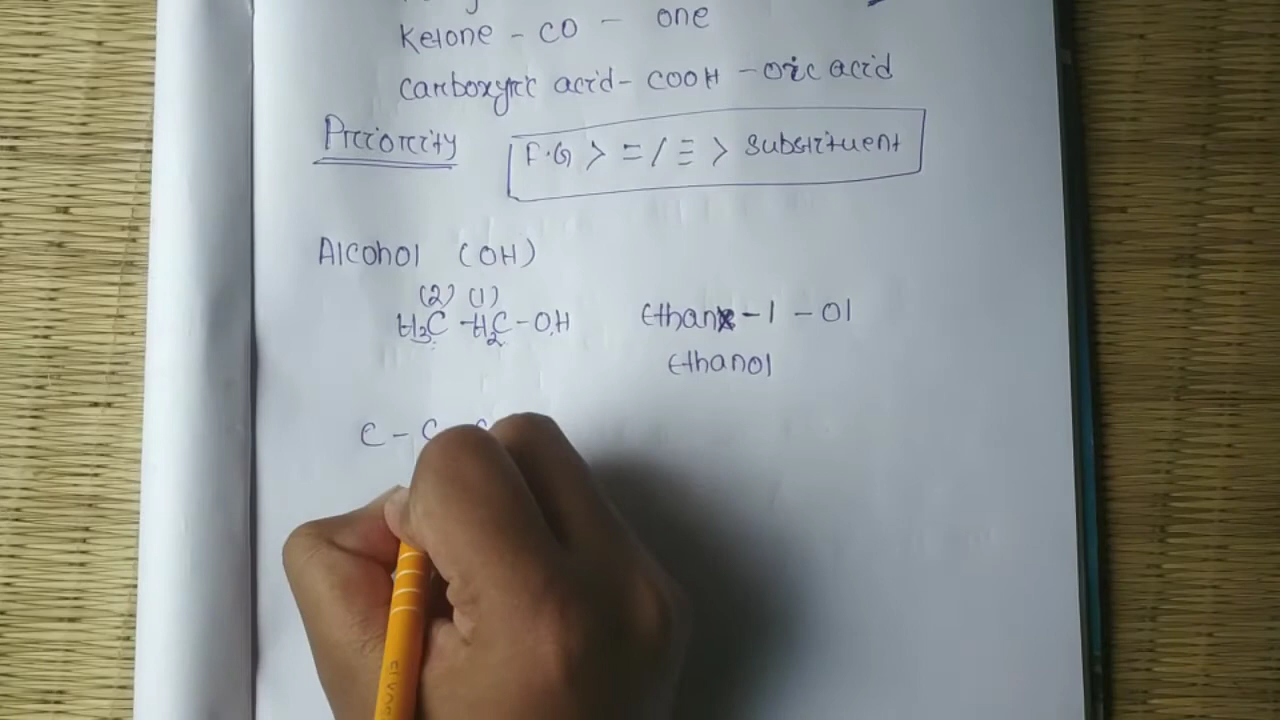 Ketone - CO - one
Carboxylic acid - COOH - oic acid
Prriority
F.G > = / ≡ > Substituent
Alcohol (OH)
(2) (1)
H3C - H2C - OH
Ethane - 1 - Ol
Ethanol
C - C - C